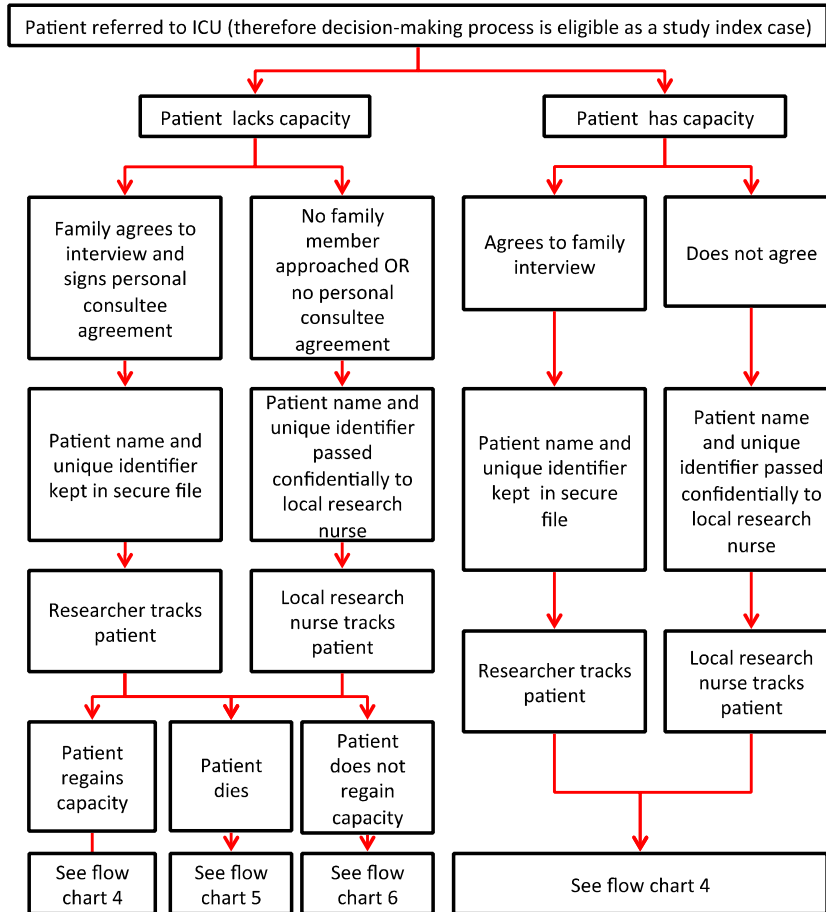 Patient referred to ICU (therefore decision-making process is eligible as a study index case)
Patient lacks capacity
Patient has capacity
Family agrees to
interview and
signs personal
consultee
agreement
No family
member
approached OR
no personal
consultee
agreement
Agrees to family
interview
Does not agree
Patient name and
unique identifier
kept in secure file
Patient name and
unique identifier
passed
confidentially to
local research
nurse
Patient name and
unique identifier
kept in secure
file
Patient name
and unique
identifier passed
confidentially to
local research
nurse
Researcher tracks
patient
Local research
nurse tracks
patient
Researcher tracks
patient
Local research
nurse tracks
patient
Patient
regains
capacity
Patient
dies
Patient
does not
regain
capacity
See flow
chart 4
See flow
chart 5
See flow
chart 6
See flow chart 4